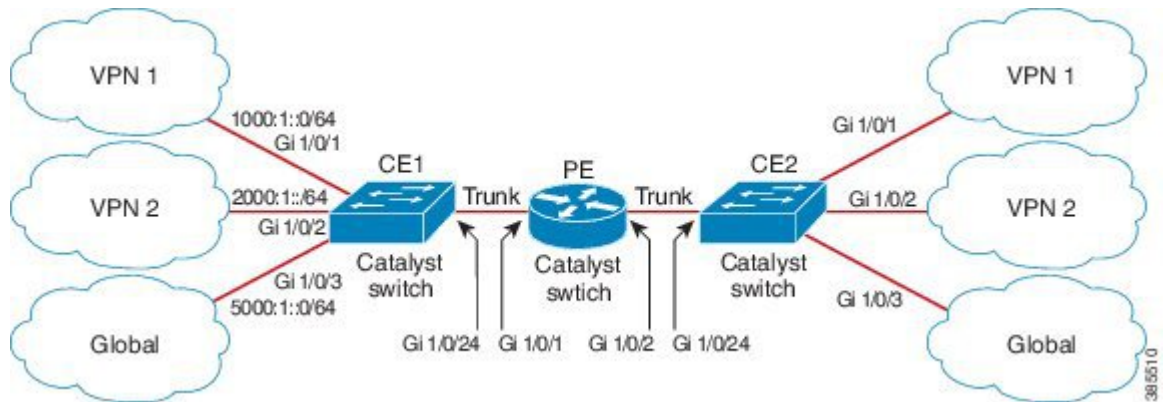 VPN 1
1000:1::0/64
Gi 1/0/1
VPN 2
2000:1::/64
Gi 1/0/2
Global
Gi 1/0/3
5000:1::0/64
CE1
Catalyst
switch
Trunk
PE
Catalyst
swtich
Trunk
CE2
Catalyst
switch
Gi 1/0/24
Gi 1/0/1
Gi 1/0/2
Gi 1/0/24
Gi 1/0/1
VPN 1
Gi 1/0/2
VPN 2
Gi 1/0/3
Global
385510